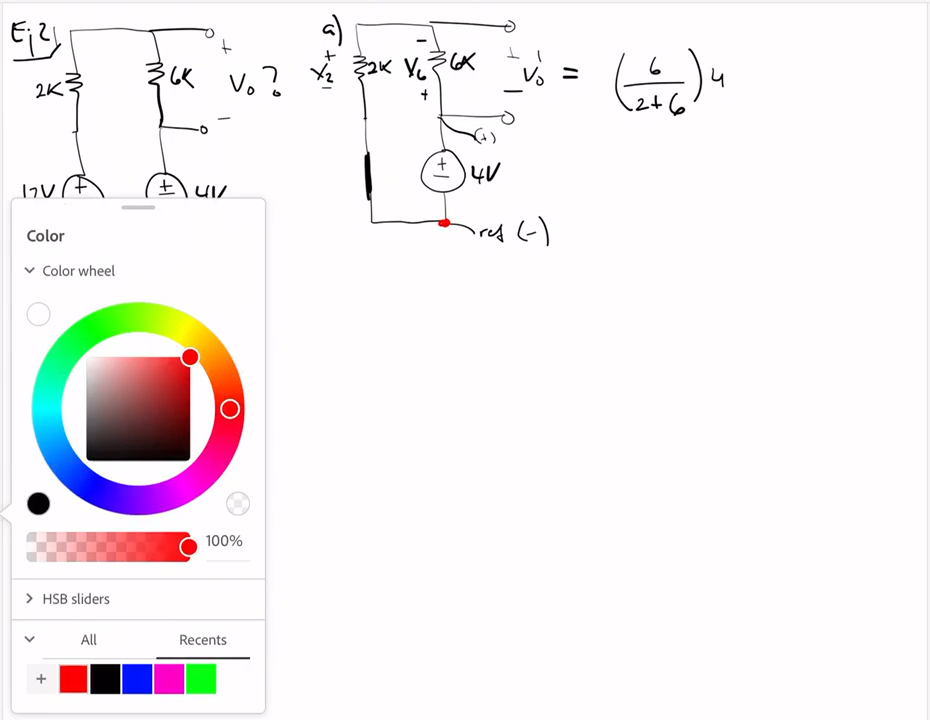 Ej2)
2K
6K
+
V₀ ?
-
12V
+
±
4V
a)
+
V₂
-
2K
-
V₆
+
6K
+
-
V₀' = (6/(2+6)) 4
(+)
±
4V
ref (-)
Color
Color wheel
100%
HSB sliders
All
Recents
+